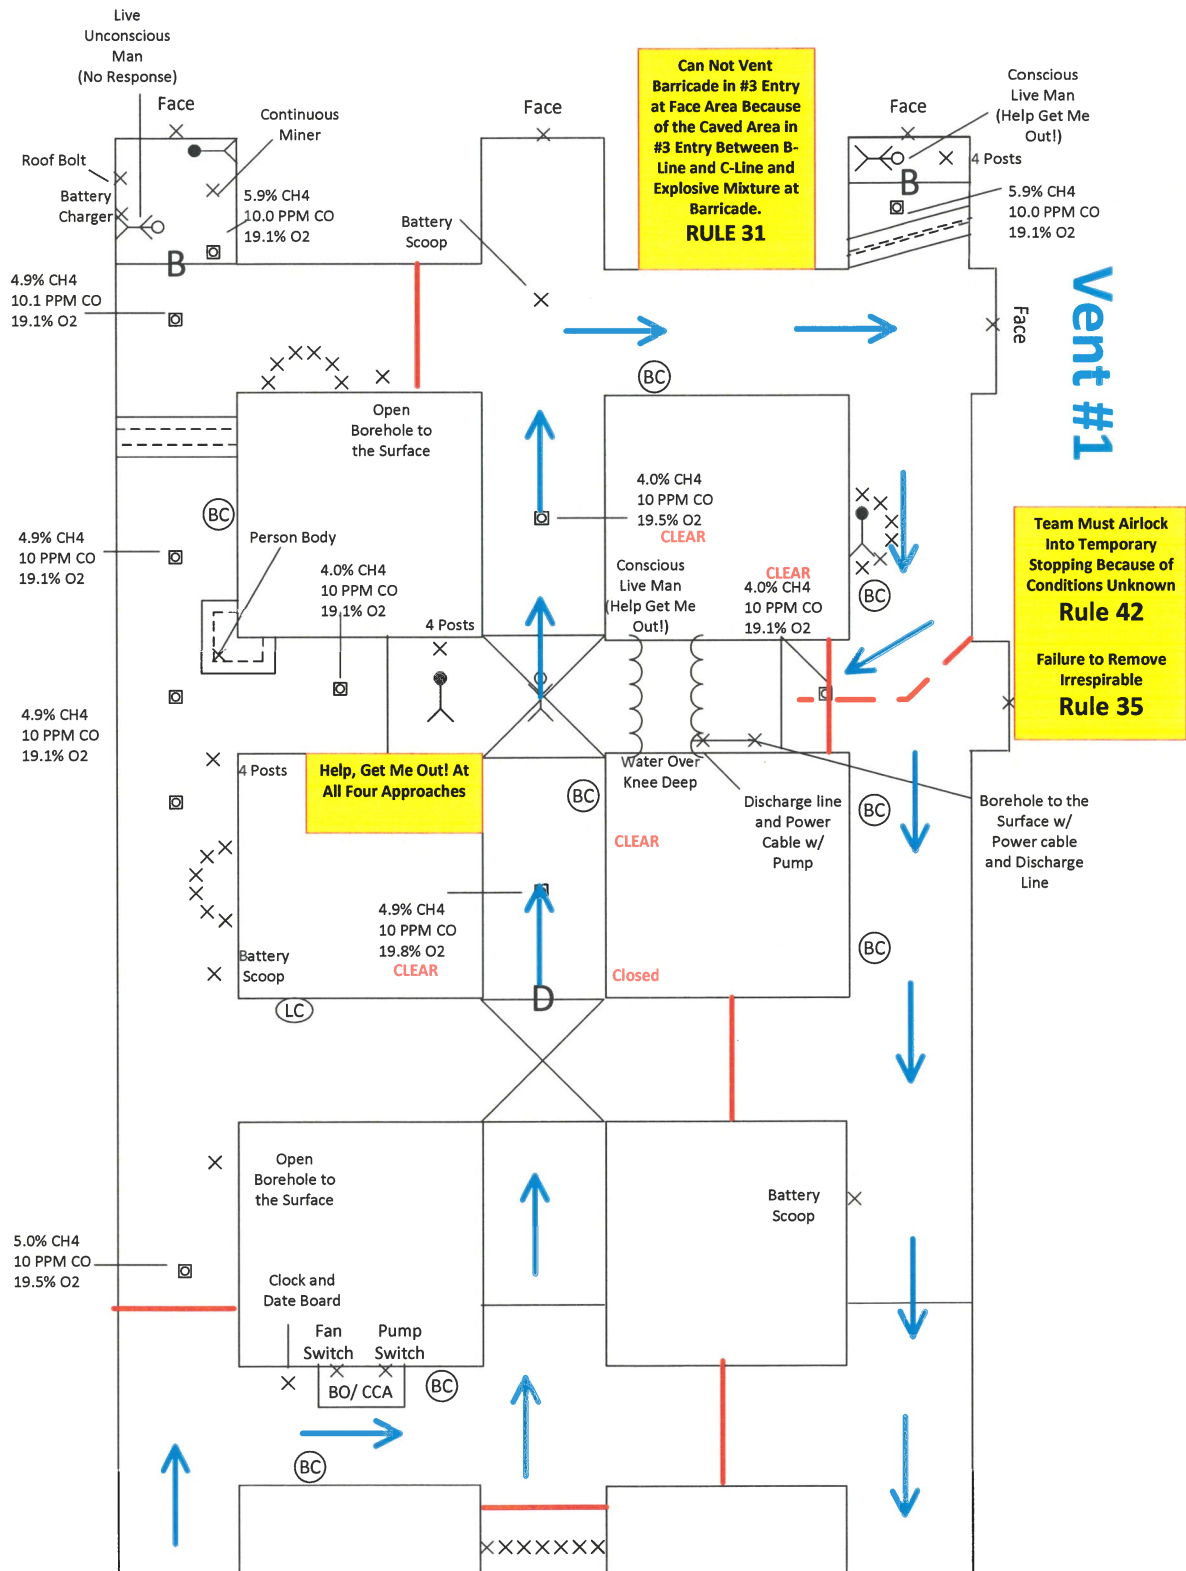 Live
Unconscious
Man
(No Response)
Face
Continuous
Miner
Roof Bolt
Battery
Charger
5.9% CH4
10.0 PPM CO
19.1% O2
B
4.9% CH4
10.1 PPM CO
19.1% O2
Face
Battery
Scoop
Can Not Vent
Barricade in #3 Entry
at Face Area Because
of the Caved Area in
#3 Entry Between B-
Line and C-Line and
Explosive Mixture at
Barricade.
RULE 31
Face
Conscious
Live Man
(Help Get Me
Out!)
4 Posts
B
5.9% CH4
10.0 PPM CO
19.1% O2
Face
Vent #1
BC
Open
Borehole to
the Surface
BC
4.9% CH4
10 PPM CO
19.1% O2
Person Body
4.0% CH4
10 PPM CO
19.1% O2
4 Posts
4.0% CH4
10 PPM CO
19.5% O2
CLEAR
Conscious
Live Man
(Help Get Me
Out!)
CLEAR
4.0% CH4
10 PPM CO
19.1% O2
BC
Team Must Airlock
Into Temporary
Stopping Because of
Conditions Unknown
Rule 42
Failure to Remove
Irrespirable
Rule 35
4.9% CH4
10 PPM CO
19.1% O2
4 Posts
Help, Get Me Out! At
All Four Approaches
BC
Water Over
Knee Deep
Discharge line
and Power
Cable w/
Pump
BC
Borehole to the
Surface w/
Power cable
and Discharge
Line
CLEAR
4.9% CH4
10 PPM CO
19.8% O2
CLEAR
Battery
Scoop
BC
Closed
D
LC
Open
Borehole to
the Surface
Battery
Scoop
5.0% CH4
10 PPM CO
19.5% O2
Clock and
Date Board
Fan
Switch
Pump
Switch
BO/ CCA
BC
BC